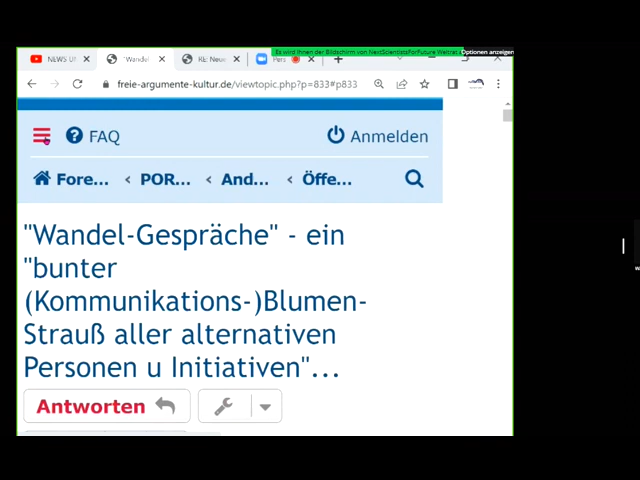 Es wird Ihnen der Bildschirm von NextScientistsForFuture Weitrat
Optionen anzeigen
NEWS U
"Wandel
RE: Neue
Pers
freie-argumente-kultur.de/viewtopic.php?p=833#p833
FAQ
Anmelden
Fore... < POR... < And... < Öffe...
"Wandel-Gespräche" - ein
"bunter
(Kommunikations-)Blumen-
Strauß aller alternativen
Personen u Initiativen"...
Antworten